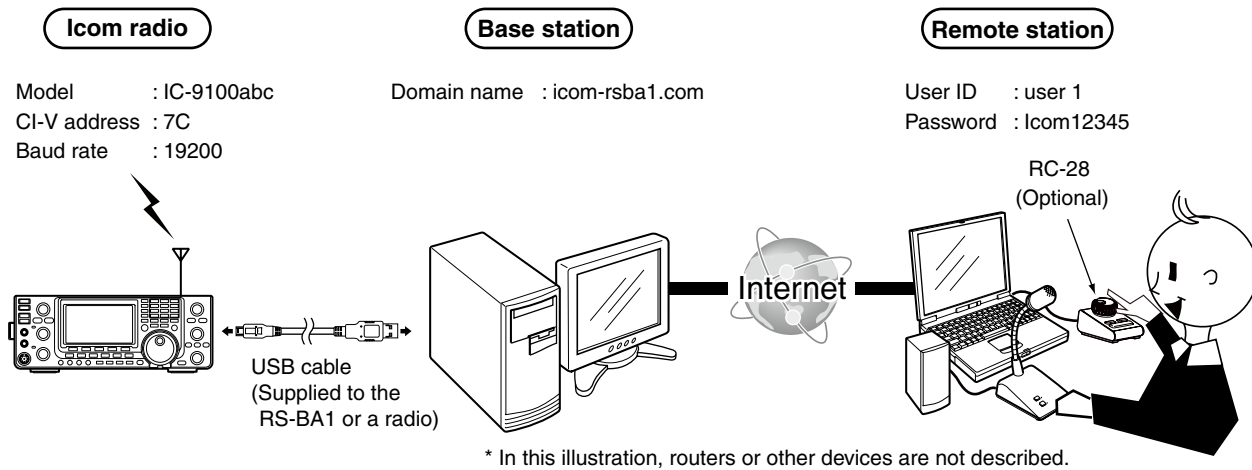 Icom radio
Model : IC-9100abc
CI-V address : 7C
Baud rate : 19200
USB cable
(Supplied to the
RS-BA1 or a radio)
Base station
Domain name : icom-rsba1.com
Internet
Remote station
User ID : user 1
Password : Icom12345
RC-28
(Optional)
* In this illustration, routers or other devices are not described.